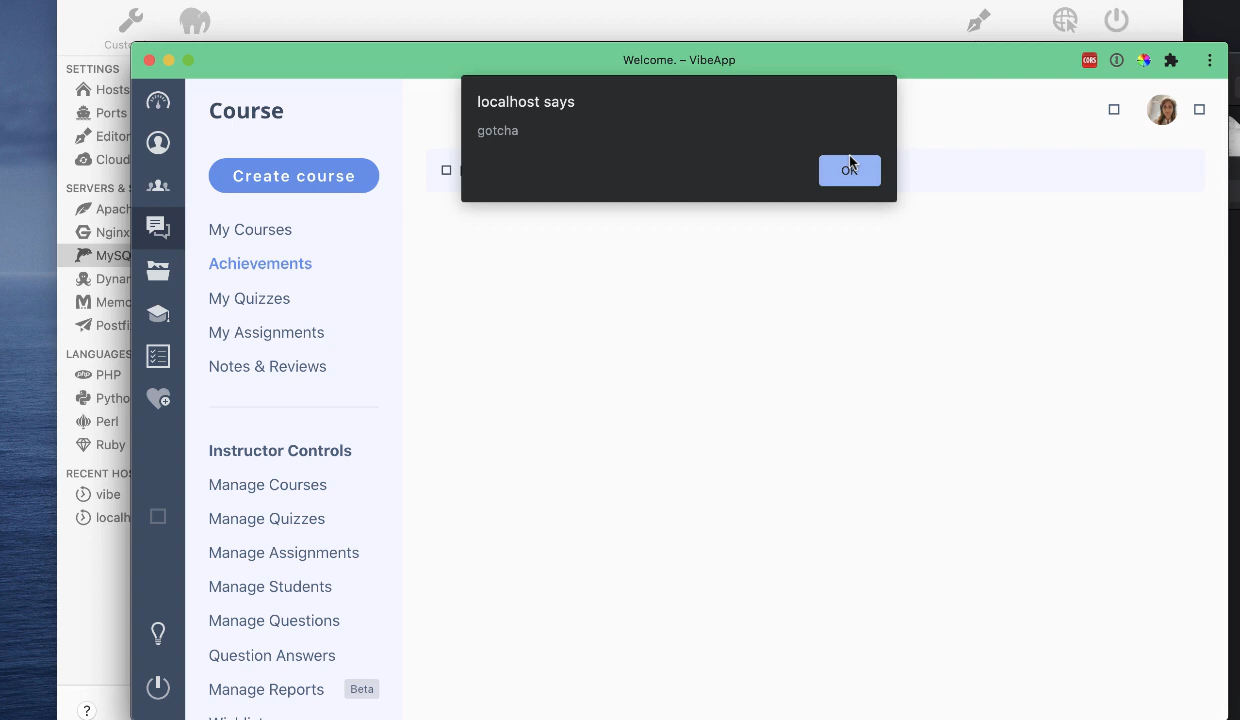 Welcome. – VibeApp
CORS
SETTINGS
Hosts
Ports
Editor
Cloud
SERVERS &
Apach
Nginx
MySQ
Dynar
Memc
Postfi
LANGUAGES
PHP
Pytho
Perl
Ruby
RECENT HO
vibe
localh
?
Course
Create course
My Courses
Achievements
My Quizzes
My Assignments
Notes & Reviews
Instructor Controls
Manage Courses
Manage Quizzes
Manage Assignments
Manage Students
Manage Questions
Question Answers
Manage Reports Beta
localhost says
gotcha
OK